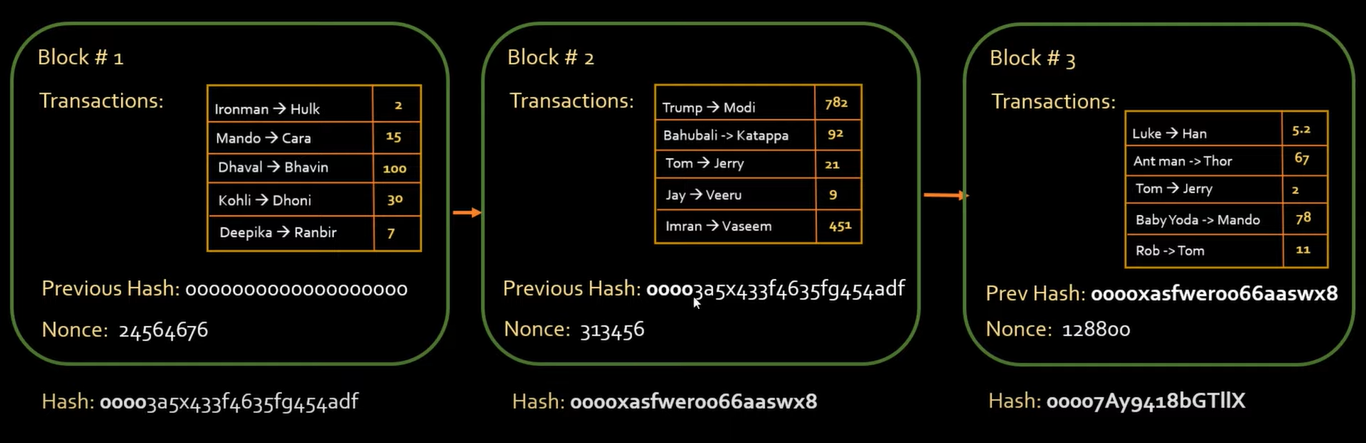 Block # 1
Transactions:
Ironman → Hulk 2
Mando → Cara 15
Dhaval → Bhavin 100
Kohli → Dhoni 30
Deepika → Ranbir 7
Previous Hash: 0000000000000000000
Nonce: 24564676
Hash: 00003a5x433f4635fg454adf
Block # 2
Transactions:
Trump → Modi 782
Bahubali -> Katappa 92
Tom → Jerry 21
Jay → Veeru 9
Imran → Vaseem 451
Previous Hash: 00003a5x433f4635fg454adf
Nonce: 313456
Hash: 0000xasfwer0066aaswx8
Block # 3
Transactions:
Luke → Han 5.2
Ant man -> Thor 67
Tom → Jerry 2
Baby Yoda -> Mando 78
Rob -> Tom 11
Prev Hash: 0000xasfwer0066aaswx8
Nonce: 128800
Hash: 00007Ay9418bGTllX